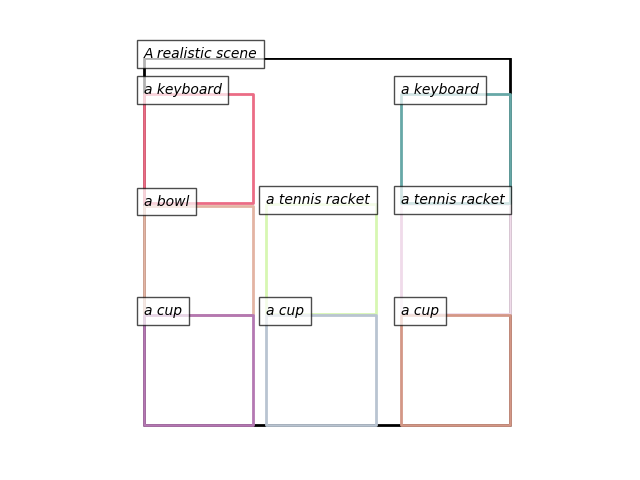 A realistic scene
a keyboard
a keyboard
a bowl
a tennis racket
a tennis racket
a cup
a cup
a cup